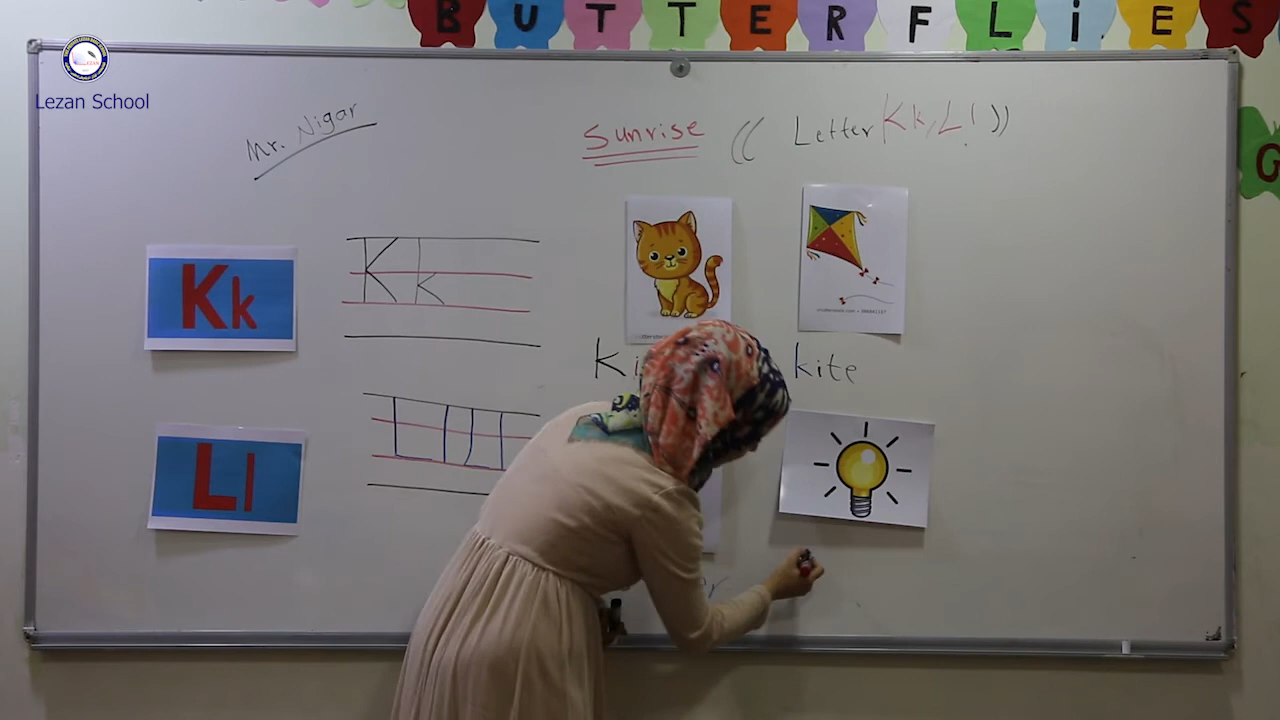 BUTTERFLIES
Lezan School
Mr. Nigar
Sunrise (( Letter Kk, Ll ))
Kk
Kk
kite
Ll